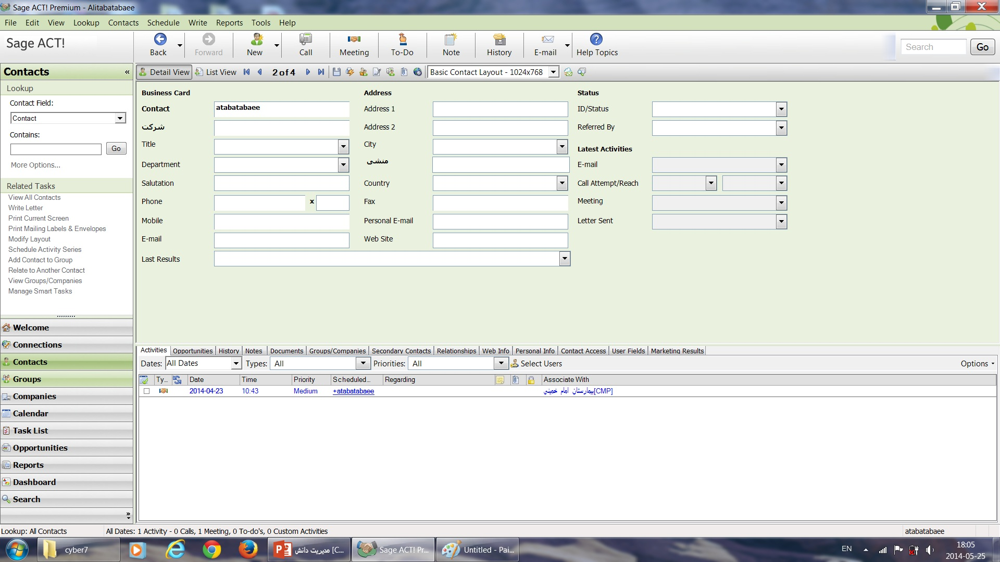 Sage ACT! Premium - Alitabatabaee
File Edit View Lookup Contacts Schedule Write Reports Tools Help
Sage ACT!
Back Forward New Call Meeting To-Do Note History E-mail Help Topics Search Go
Contacts «
Detail View List View 2 of 4 Basic Contact Layout - 1024x768
Lookup
Contact Field:
Contact
Contains:
Go
More Options...
Related Tasks
View All Contacts
Write Letter
Print Current Screen
Print Mailing Labels & Envelopes
Modify Layout
Schedule Activity Series
Add Contact to Group
Relate to Another Contact
View Groups/Companies
Manage Smart Tasks
Welcome
Connections
Contacts
Groups
Companies
Calendar
Task List
Opportunities
Reports
Dashboard
Search
Business Card
Contact atabatabaee
شرکت
Title
Department
Salutation
Phone x
Mobile
E-mail
Last Results
Address
Address 1
Address 2
City
منشی
Country
Fax
Personal E-mail
Web Site
Status
ID/Status
Referred By
Latest Activities
E-mail
Call Attempt/Reach
Meeting
Letter Sent
Activities Opportunities History Notes Documents Groups/Companies Secondary Contacts Relationships Web Info Personal Info Contact Access User Fields Marketing Results
Dates: All Dates Types: All Priorities: All Select Users Options
Ty... Date Time Priority Scheduled... Regarding Associate With
2014-04-23 10:43 Medium +atabatabaee بیمارستان امام خمینی[CMP]
Lookup: All Contacts All Dates: 1 Activity - 0 Calls, 1 Meeting, 0 To-do's, 0 Custom Activities atabatabaee
cyber7 مدیریت دانش [C... Sage ACT! Pr... Untitled - Pai... EN 18:05
2014-05-25